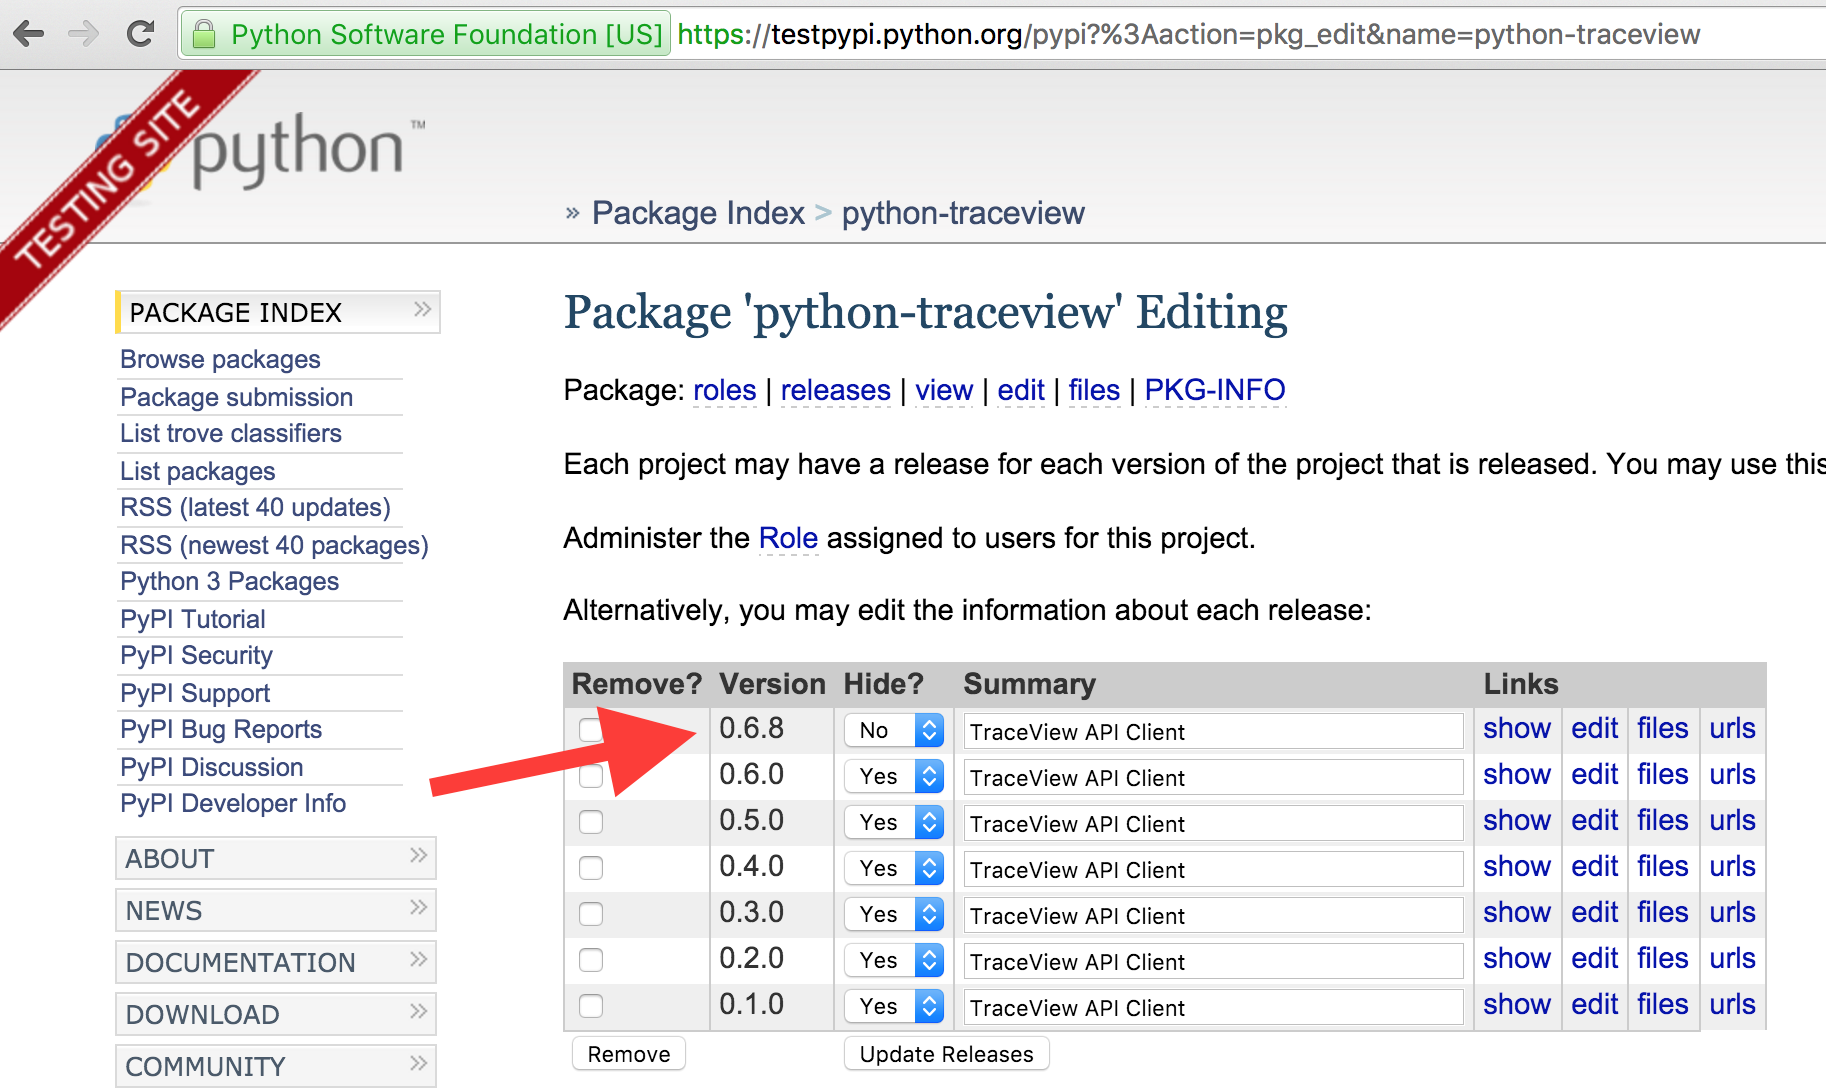 Python Software Foundation [US] https://testpypi.python.org/pypi?%3Aaction=pkg_edit&name=python-traceview
TESTING SITE
python™
» Package Index > python-traceview
PACKAGE INDEX »
Browse packages
Package submission
List trove classifiers
List packages
RSS (latest 40 updates)
RSS (newest 40 packages)
Python 3 Packages
PyPI Tutorial
PyPI Security
PyPI Support
PyPI Bug Reports
PyPI Discussion
PyPI Developer Info
ABOUT »
NEWS »
DOCUMENTATION »
DOWNLOAD »
COMMUNITY »
Package 'python-traceview' Editing
Package: roles | releases | view | edit | files | PKG-INFO
Each project may have a release for each version of the project that is released. You may use this
Administer the Role assigned to users for this project.
Alternatively, you may edit the information about each release:
Remove? Version Hide? Summary Links
0.6.8 No TraceView API Client show edit files urls
0.6.0 Yes TraceView API Client show edit files urls
0.5.0 Yes TraceView API Client show edit files urls
0.4.0 Yes TraceView API Client show edit files urls
0.3.0 Yes TraceView API Client show edit files urls
0.2.0 Yes TraceView API Client show edit files urls
0.1.0 Yes TraceView API Client show edit files urls
Remove Update Releases